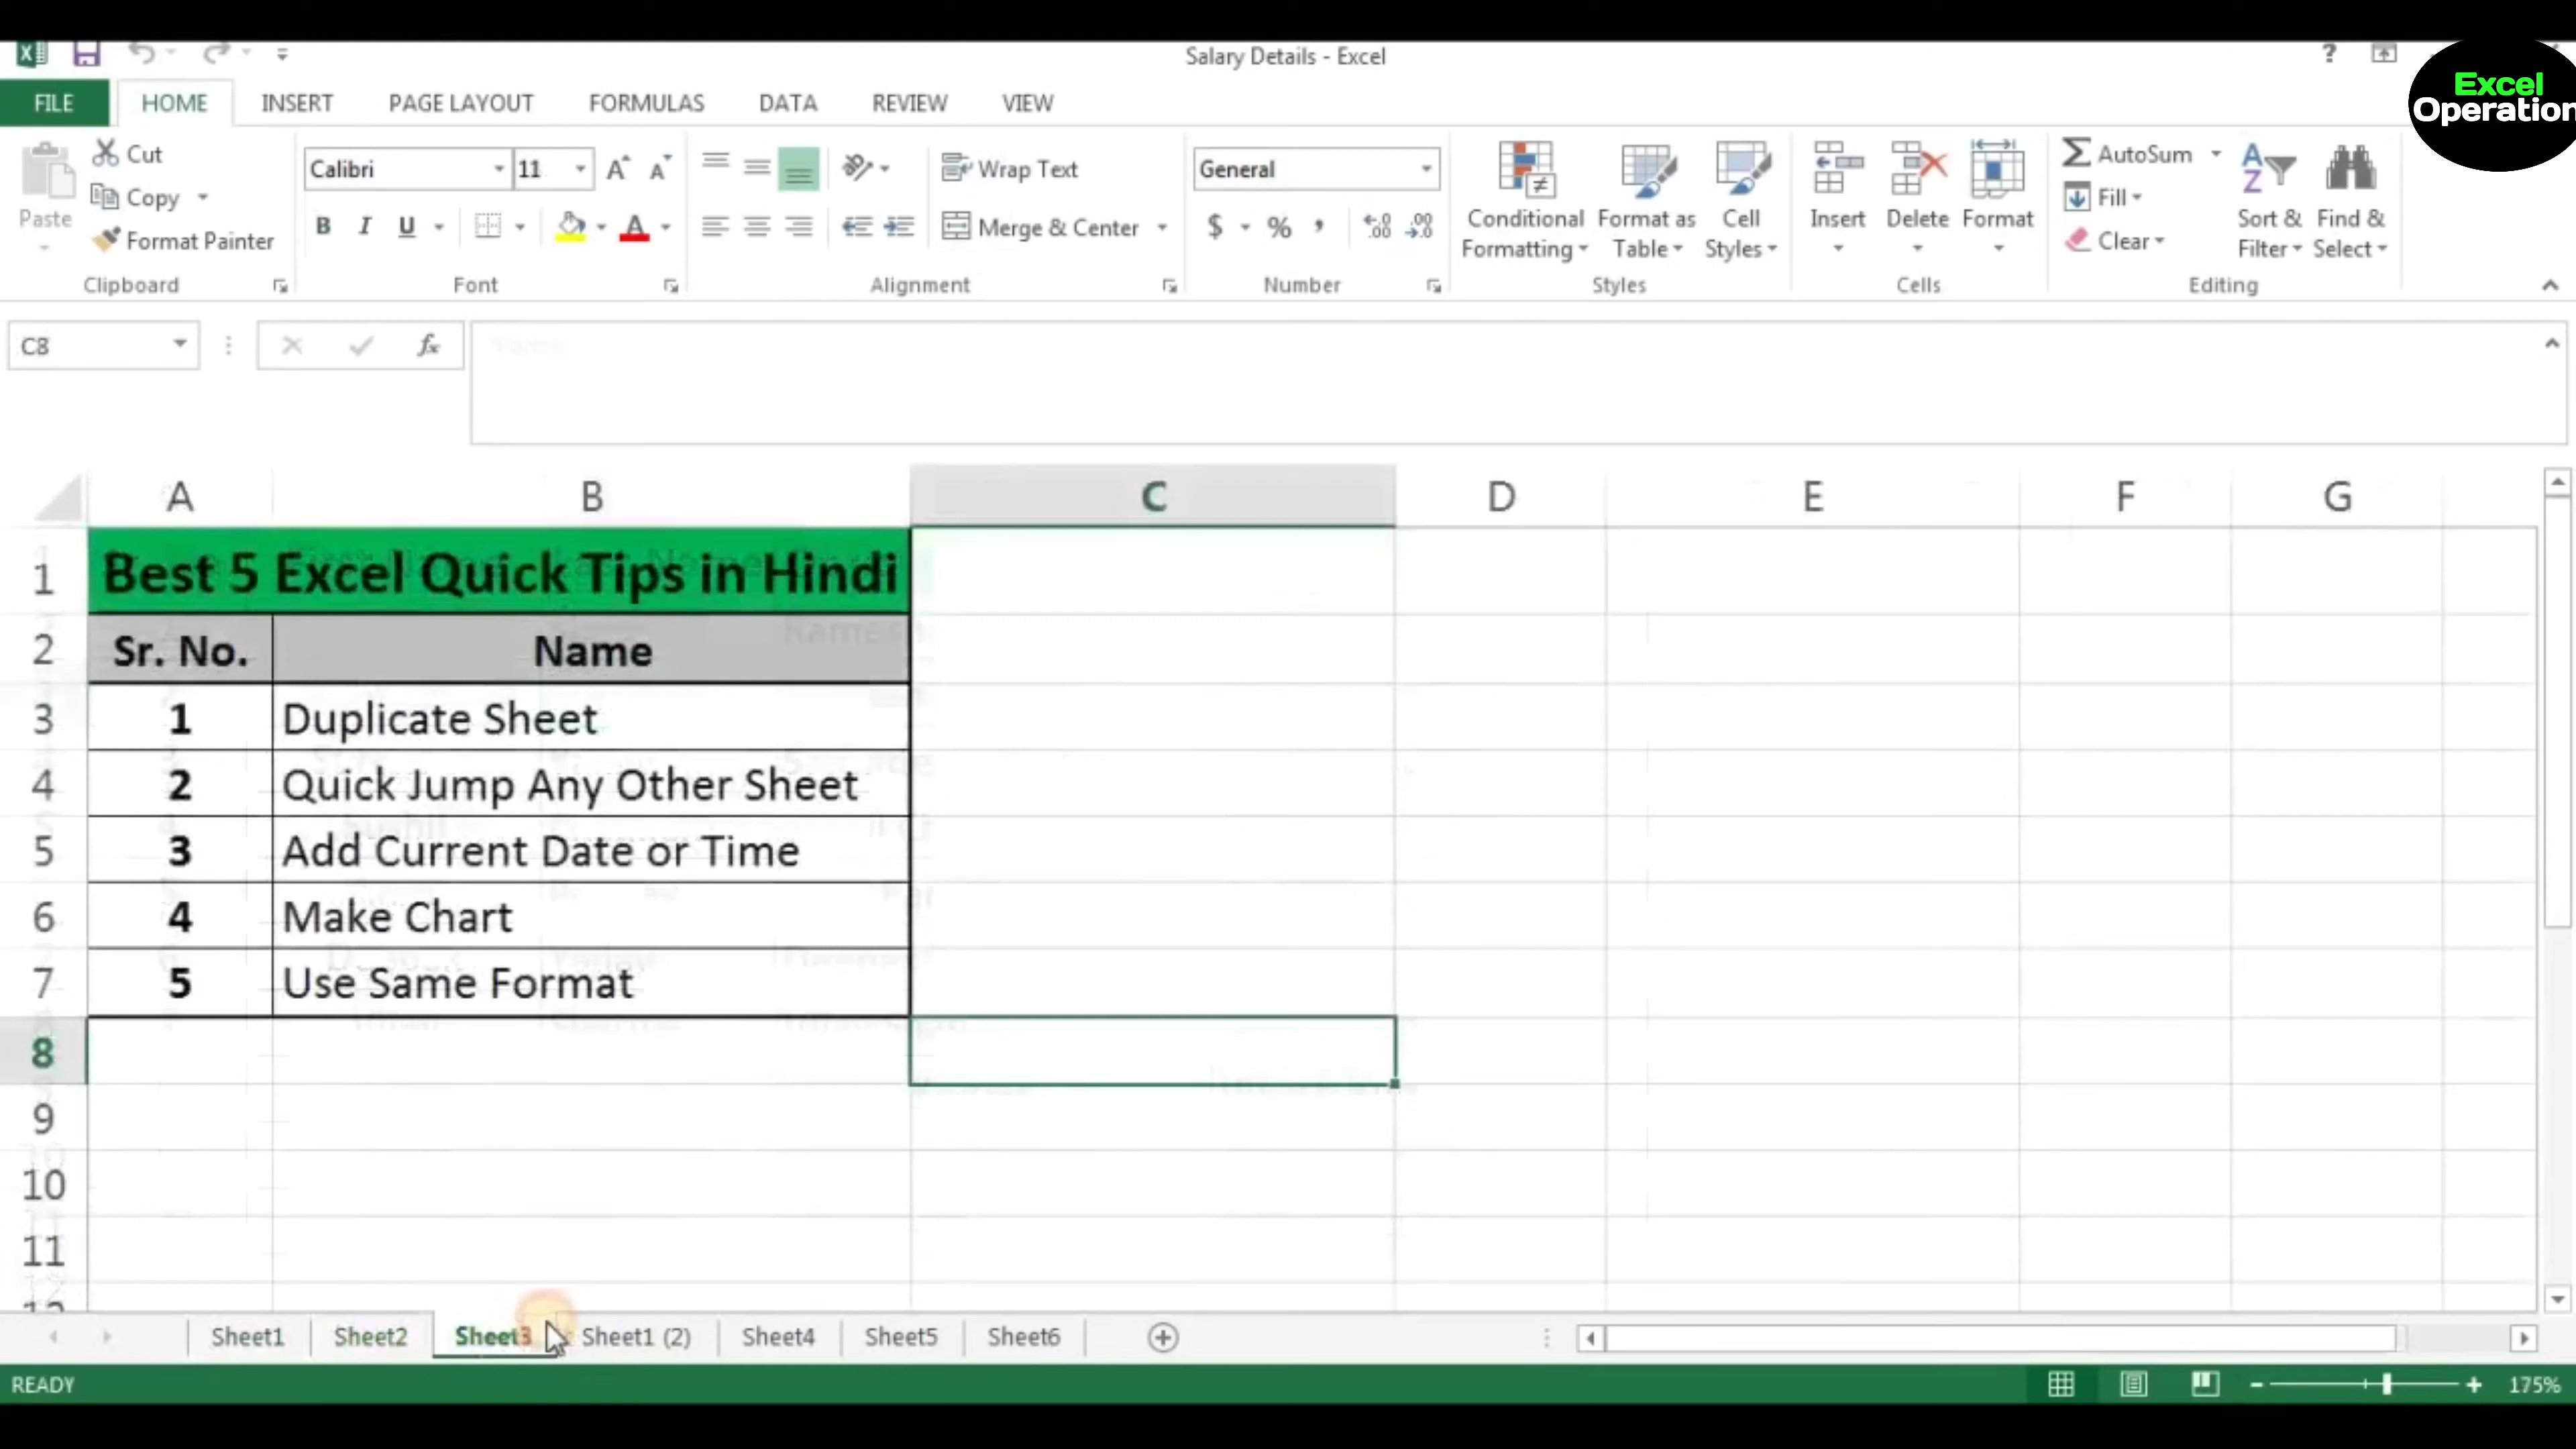 Salary Details - Excel
?
Excel
Operation
FILE HOME INSERT PAGE LAYOUT FORMULAS DATA REVIEW VIEW
Paste
Cut
Copy
Format Painter
Clipboard
Calibri 11
B I U A
Font
Wrap Text
Merge & Center
Alignment
General
$ % ,
Number
Conditional Formatting
Format as Table
Cell Styles
Styles
Insert Delete Format
Cells
AutoSum
Fill
Clear
Sort & Filter
Find & Select
Editing
C8 fx
A B C D E F G
1 Best 5 Excel Quick Tips in Hindi
2 Sr. No. Name
3 1 Duplicate Sheet
4 2 Quick Jump Any Other Sheet
5 3 Add Current Date or Time
6 4 Make Chart
7 5 Use Same Format
8
9
10
11
Sheet1 Sheet2 Sheet3 Sheet1 (2) Sheet4 Sheet5 Sheet6
READY 175%